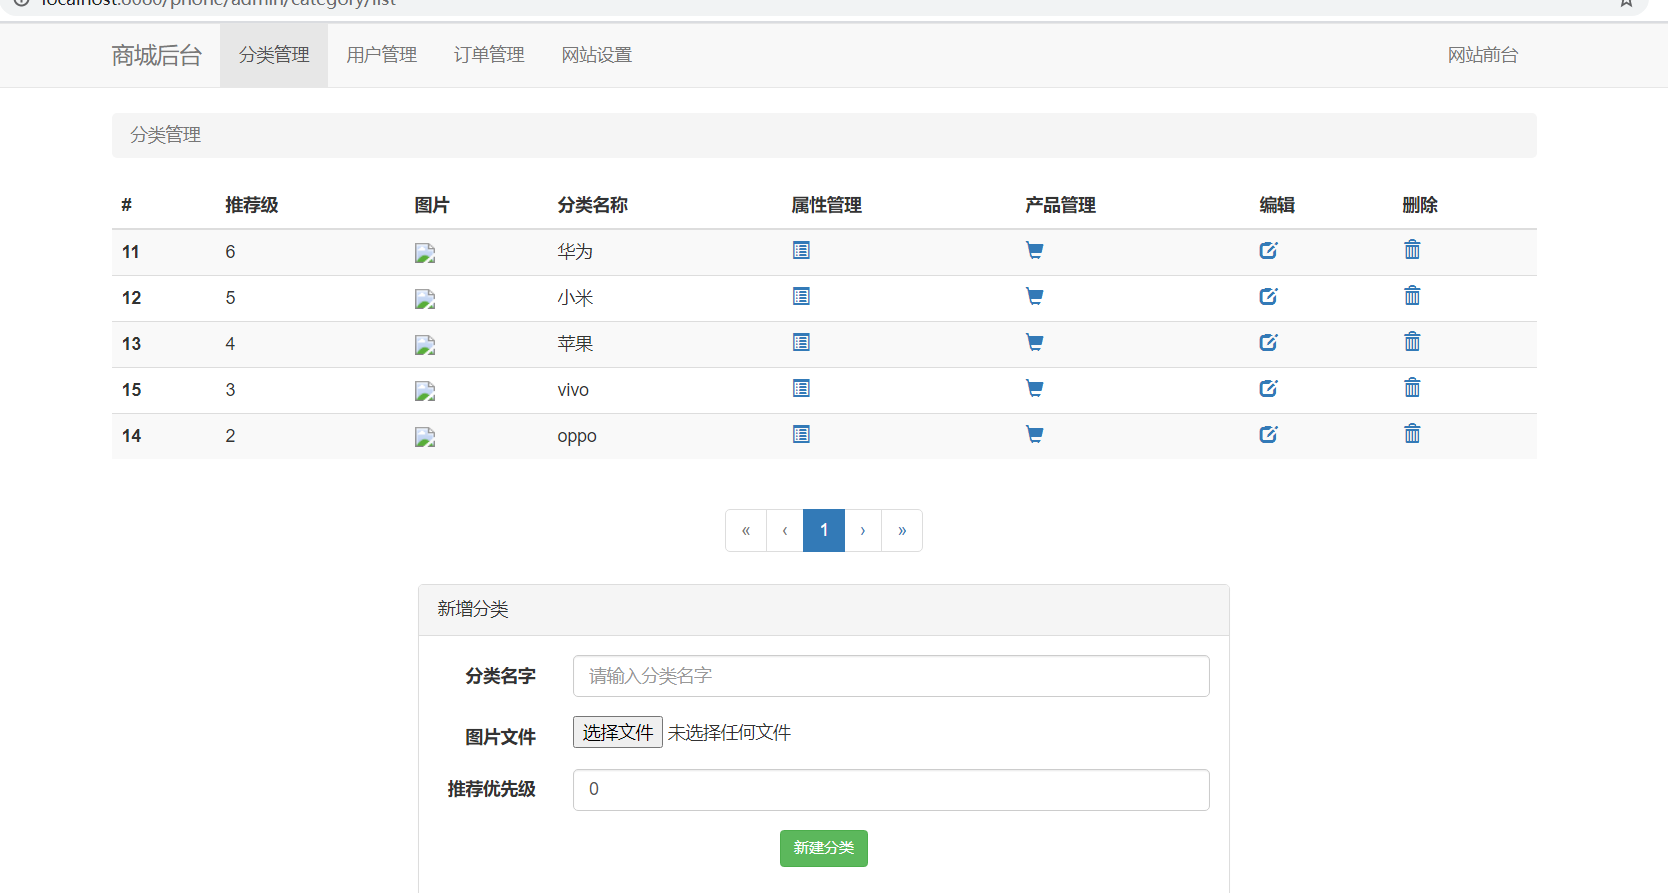 localhost:8080/phone/admin/category/list
商城后台 分类管理 用户管理 订单管理 网站设置 网站前台
分类管理
# 推荐级 图片 分类名称 属性管理 产品管理 编辑 删除
11 6 华为
12 5 小米
13 4 苹果
15 3 vivo
14 2 oppo
« ‹ 1 › »
新增分类
分类名字 请输入分类名字
图片文件 选择文件 未选择任何文件
推荐优先级 0
新建分类